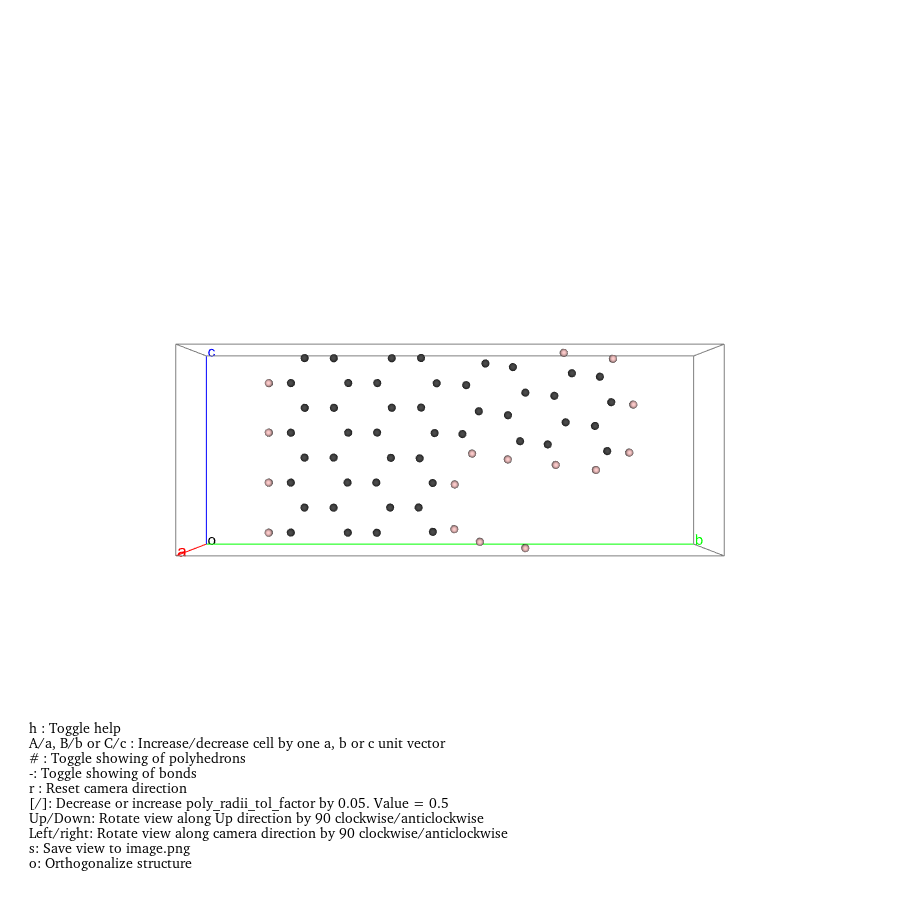 c
o
a
b
h : Toggle help
A/a, B/b or C/c : Increase/decrease cell by one a, b or c unit vector
# : Toggle showing of polyhedrons
-: Toggle showing of bonds
r : Reset camera direction
[/]: Decrease or increase poly_radii_tol_factor by 0.05. Value = 0.5
Up/Down: Rotate view along Up direction by 90 clockwise/anticlockwise
Left/right: Rotate view along camera direction by 90 clockwise/anticlockwise
s: Save view to image.png
o: Orthogonalize structure